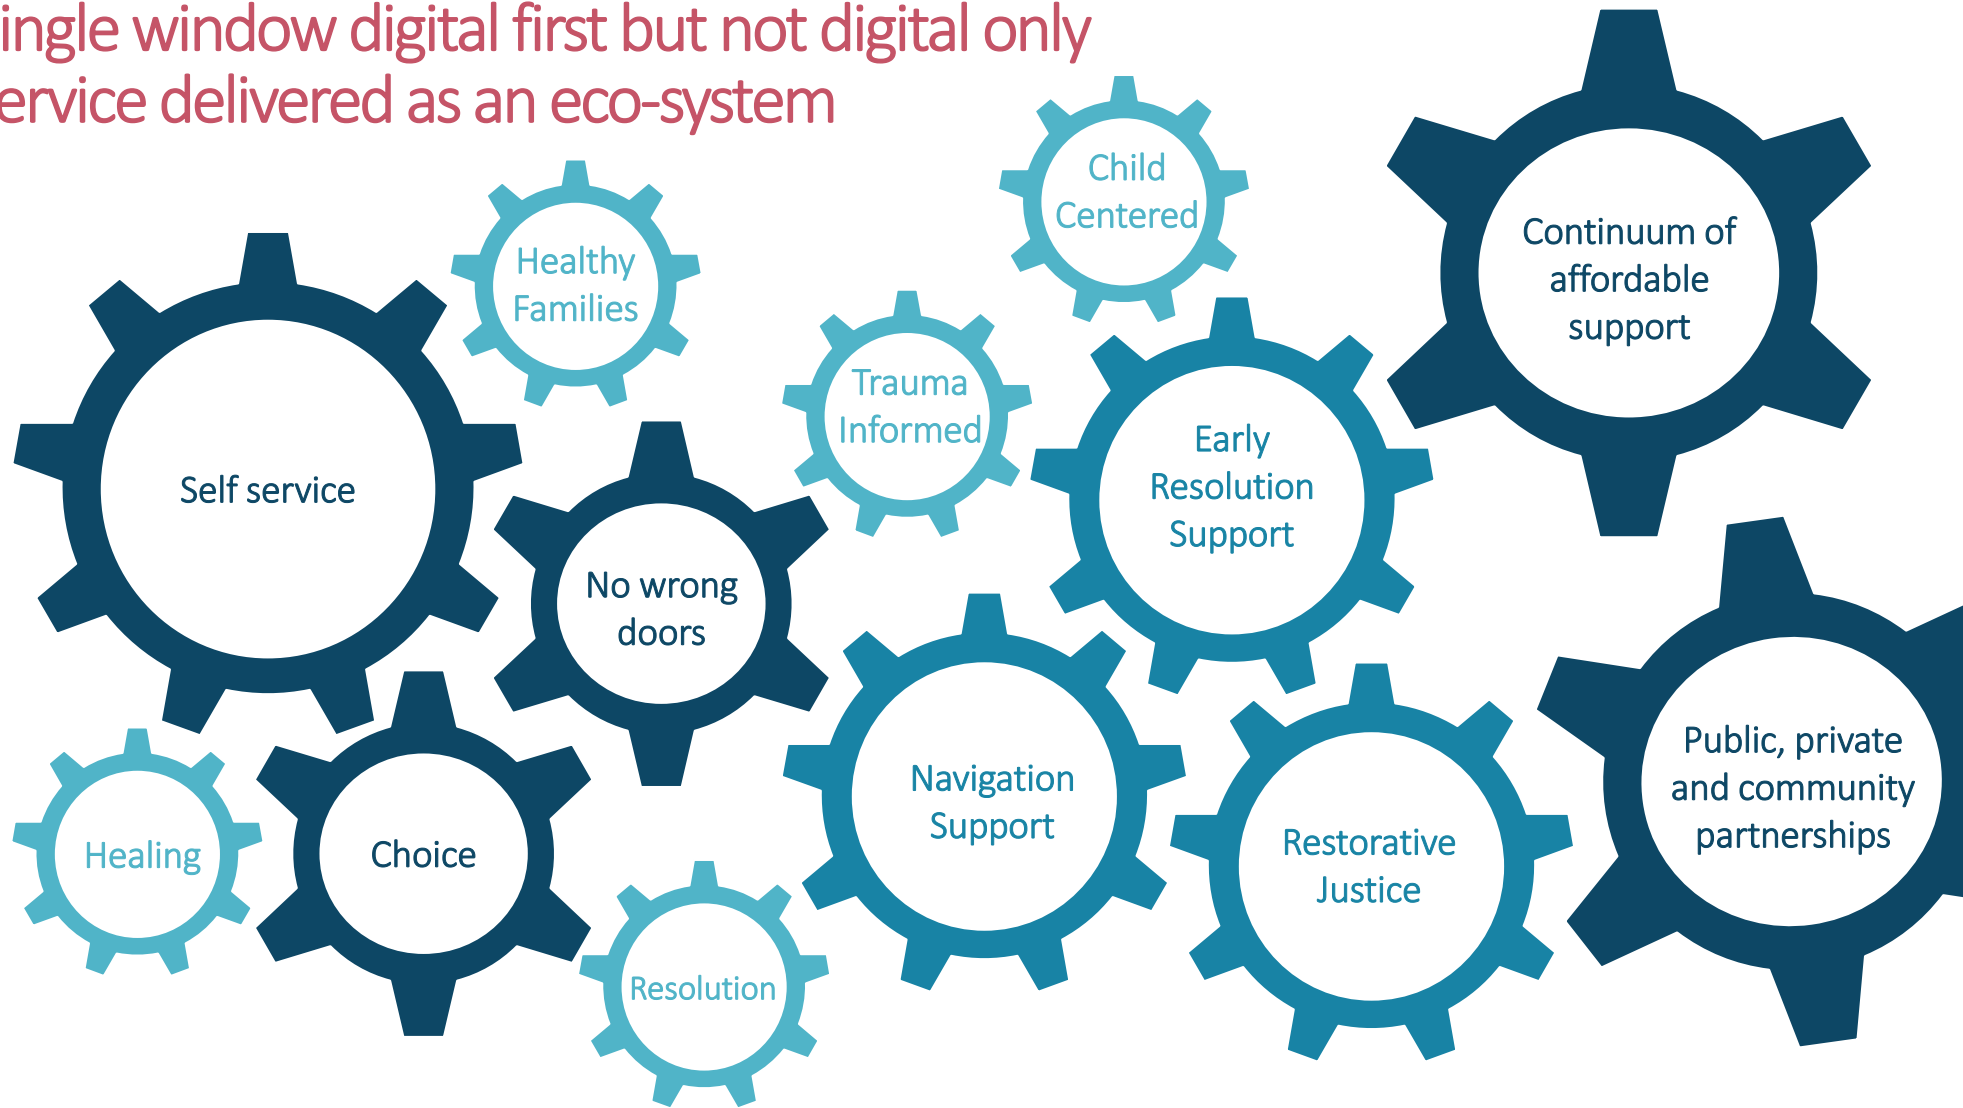 ingle window digital first but not digital only
ervice delivered as an eco-system
Child
Centered
Continuum of
affordable
support
Healthy
Families
Trauma
Informed
Early
Resolution
Support
Self service
No wrong
doors
Public, private
and community
partnerships
Navigation
Support
Restorative
Justice
Healing
Choice
Resolution